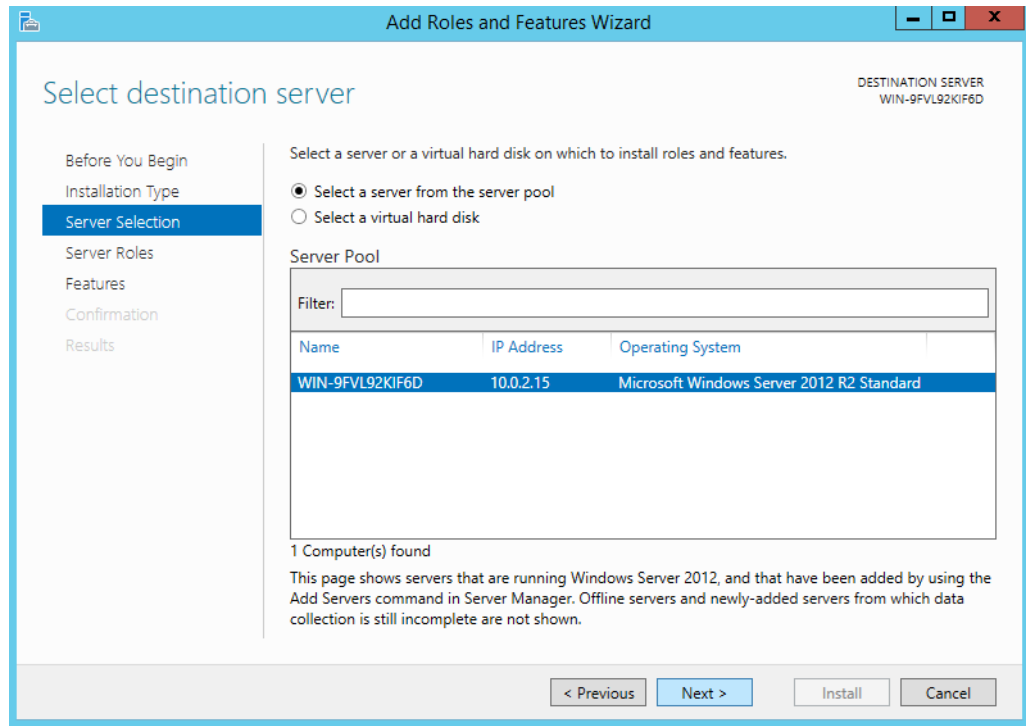 Add Roles and Features Wizard
Select destination server
DESTINATION SERVER
WIN-9FVL92KIF6D
Before You Begin
Installation Type
Server Selection
Server Roles
Features
Confirmation
Results
Select a server or a virtual hard disk on which to install roles and features.
Select a server from the server pool
Select a virtual hard disk
Server Pool
Filter:
Name IP Address Operating System
WIN-9FVL92KIF6D 10.0.2.15 Microsoft Windows Server 2012 R2 Standard
1 Computer(s) found
This page shows servers that are running Windows Server 2012, and that have been added by using the
Add Servers command in Server Manager. Offline servers and newly-added servers from which data
collection is still incomplete are not shown.
< Previous Next > Install Cancel